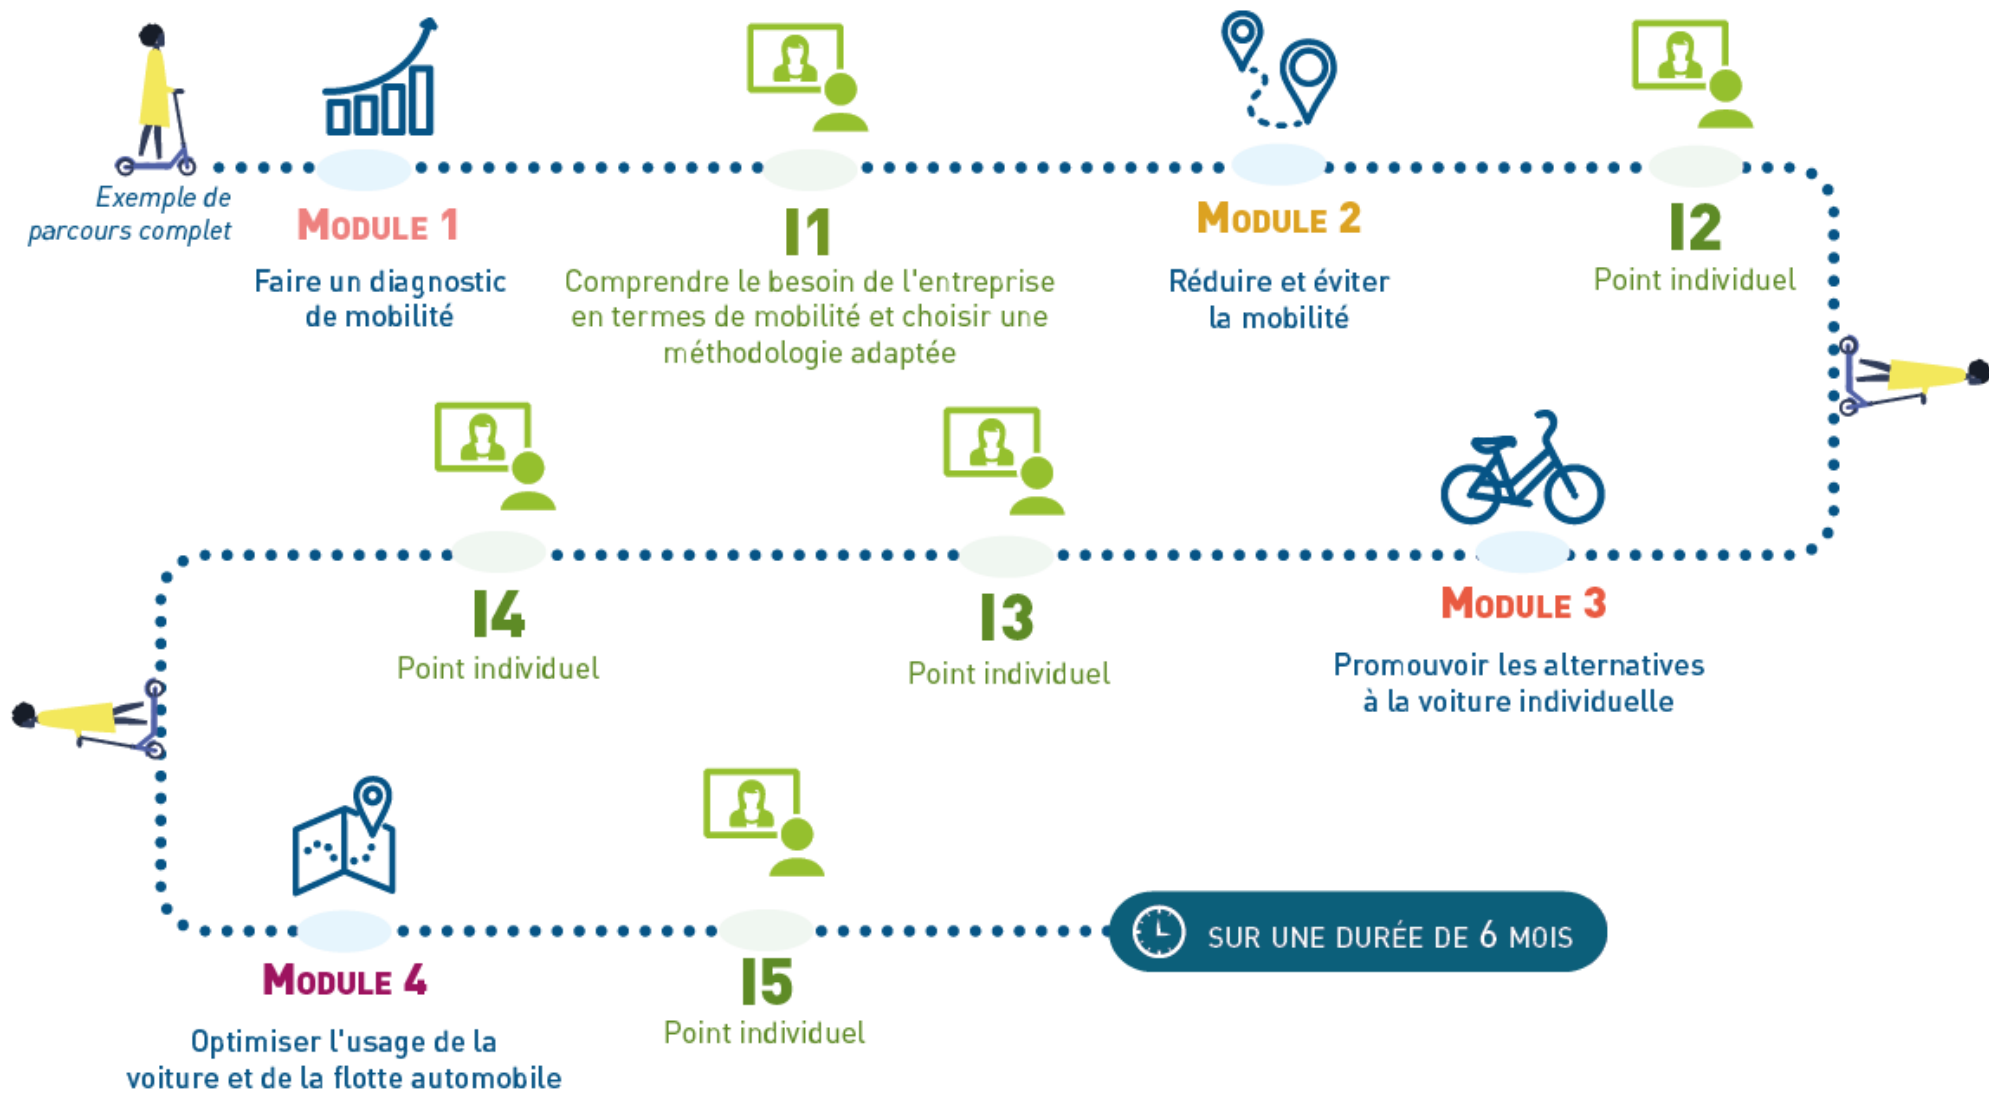 Exemple de
parcours complet
MODULE 1
Faire un diagnostic
de mobilité
I1
Comprendre le besoin de l'entreprise
en termes de mobilité et choisir une
méthodologie adaptée
MODULE 2
Réduire et éviter
la mobilité
I2
Point individuel
MODULE 3
Promouvoir les alternatives
à la voiture individuelle
I3
Point individuel
I4
Point individuel
MODULE 4
Optimiser l'usage de la
voiture et de la flotte automobile
I5
Point individuel
SUR UNE DURÉE DE 6 MOIS